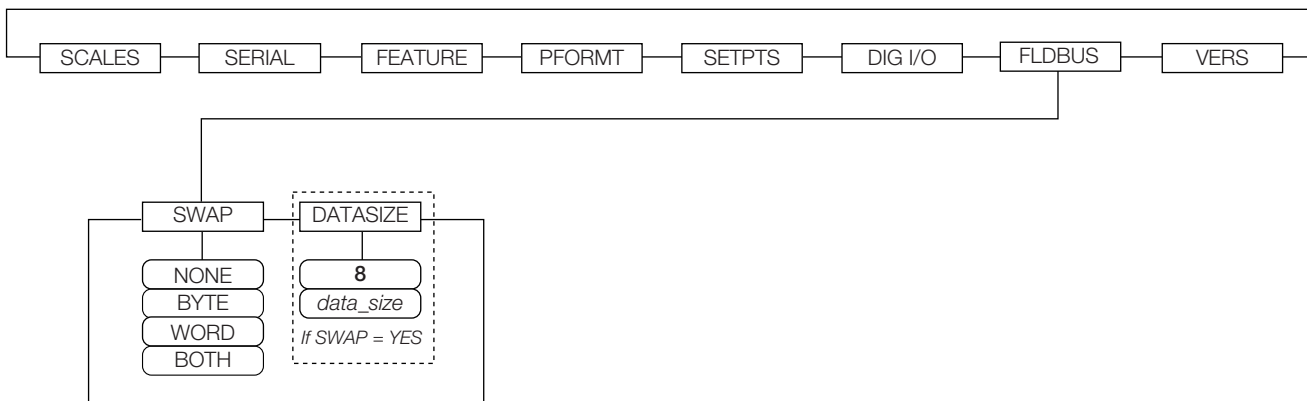 SCALES SERIAL FEATURE PFORMT SETPTS DIG I/O FLDBUS VERS
SWAP DATASIZE
NONE 8
BYTE data_size
WORD If SWAP = YES
BOTH